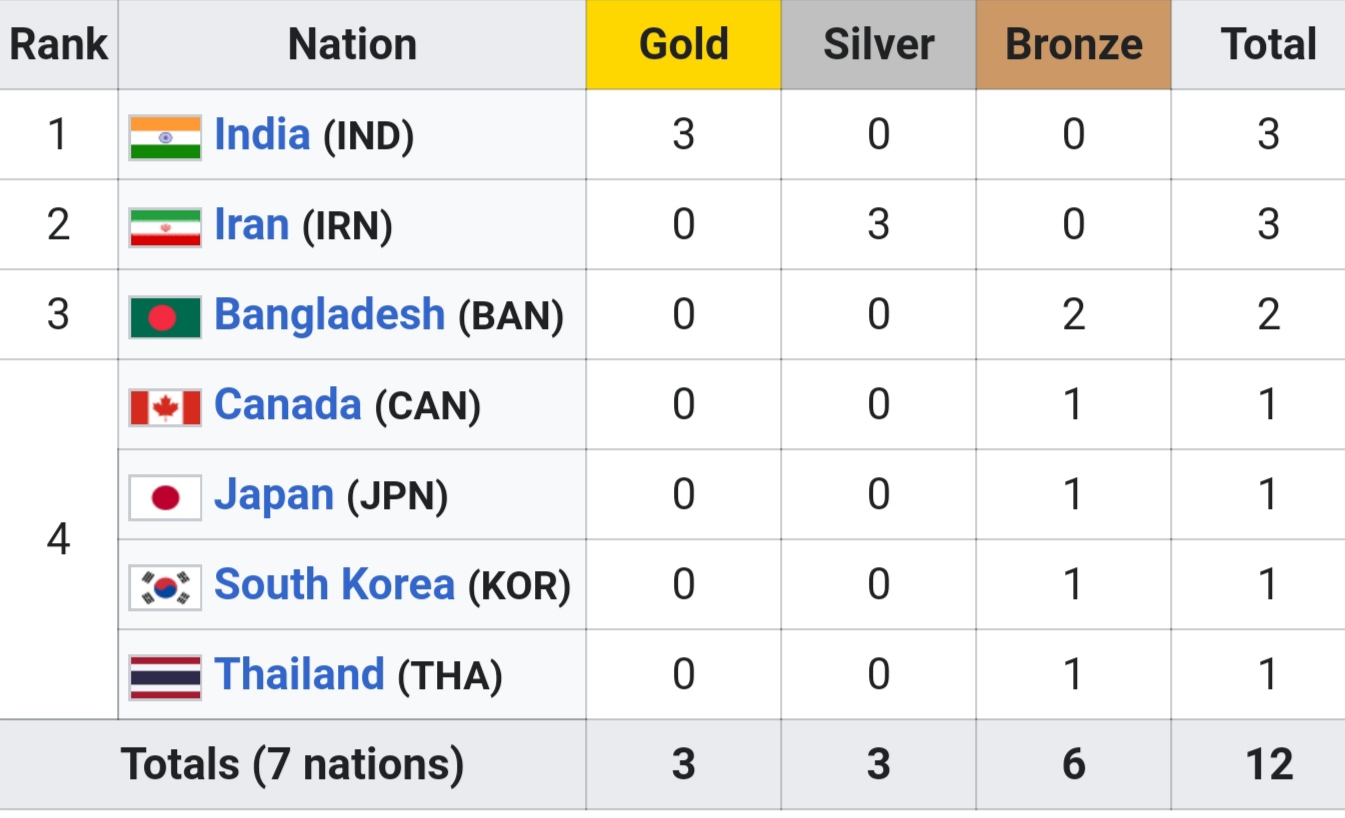 Rank Nation Gold Silver Bronze Total
1 India (IND) 3 0 0 3
2 Iran (IRN) 0 3 0 3
3 Bangladesh (BAN) 0 0 2 2
4 Canada (CAN) 0 0 1 1
Japan (JPN) 0 0 1 1
South Korea (KOR) 0 0 1 1
Thailand (THA) 0 0 1 1
Totals (7 nations) 3 3 6 12